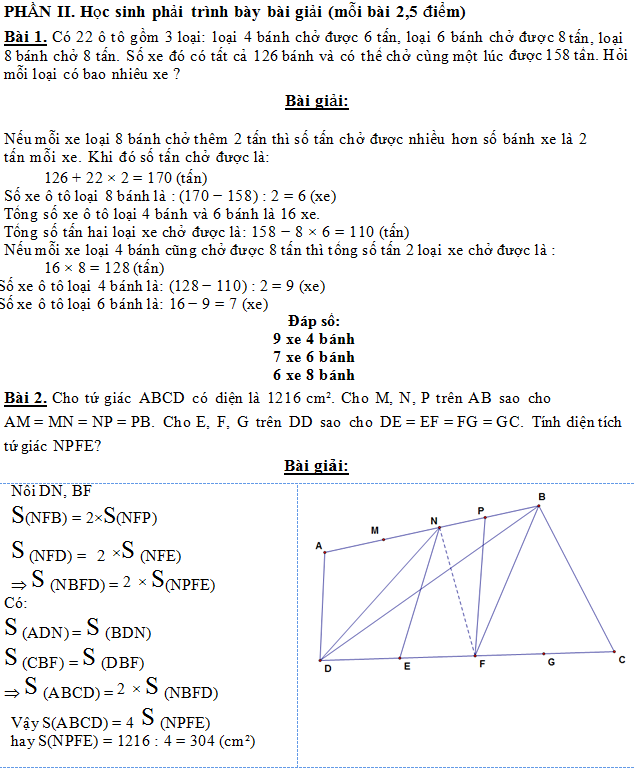 PHẦN II. Học sinh phải trình bày bài giải (mỗi bài 2,5 điểm)
Bài 1. Có 22 ô tô gồm 3 loại: loại 4 bánh chở được 6 tấn, loại 6 bánh chở được 8 tấn, loại
8 bánh chở 8 tấn. Số xe đó có tất cả 126 bánh và có thể chở cùng một lúc được 158 tấn. Hỏi
mỗi loại có bao nhiêu xe ?
Bài giải:
Nếu mỗi xe loại 8 bánh chở thêm 2 tấn thì số tấn chở được nhiều hơn số bánh xe là 2
tấn mỗi xe. Khi đó số tấn chở được là:
126 + 22 × 2 = 170 (tấn)
Số xe ô tô loại 8 bánh là : (170 − 158) : 2 = 6 (xe)
Tổng số xe ô tô loại 4 bánh và 6 bánh là 16 xe.
Tổng số tấn hai loại xe chở được là: 158 − 8 × 6 = 110 (tấn)
Nếu mỗi xe loại 4 bánh cũng chở được 8 tấn thì tổng số tấn 2 loại xe chở được là :
16 × 8 = 128 (tấn)
Số xe ô tô loại 4 bánh là: (128 − 110) : 2 = 9 (xe)
Số xe ô tô loại 6 bánh là: 16 − 9 = 7 (xe)
Đáp số:
9 xe 4 bánh
7 xe 6 bánh
6 xe 8 bánh
Bài 2. Cho tứ giác ABCD có diện là 1216 cm². Cho M, N, P trên AB sao cho
AM = MN = NP = PB. Cho E, F, G trên DD sao cho DE = EF = FG = GC. Tính diện tích
tứ giác NPFE?
Bài giải:
Nối DN, BF
S(NFB) = 2×S(NFP)
S (NFD) = 2 ×S (NFE)
⇒ S (NBFD) = 2 × S(NPFE)
Có:
S (ADN) = S (BDN)
S (CBF) = S (DBF)
⇒ S (ABCD) = 2 × S (NBFD)
Vậy S(ABCD) = 4 S (NPFE)
hay S(NPFE) = 1216 : 4 = 304 (cm²)
B
P
N
M
A
D
E
F
G
C